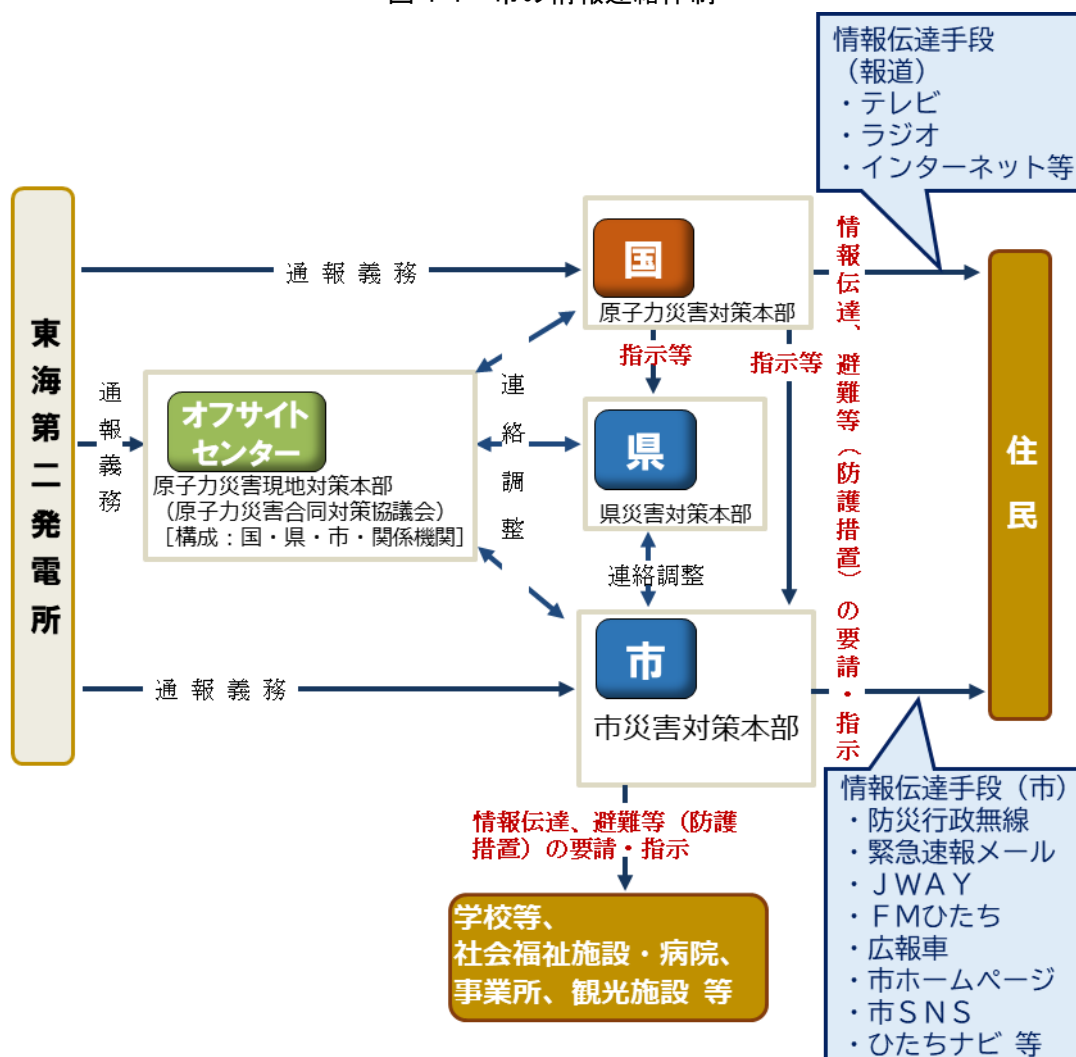 情報伝達手段
（報道）
・テレビ
・ラジオ
・インターネット等
東海第二発電所
通報義務
国
原子力災害対策本部
指示等
指示等
情報伝達、避難等（防護措置）の要請・指示
住民
通報義務
オフサイト
センター
原子力災害現地対策本部
（原子力災害合同対策協議会）
［構成：国・県・市・関係機関］
連絡調整
県
県災害対策本部
連絡調整
通報義務
市
市災害対策本部
情報伝達、避難等（防護
措置）の要請・指示
学校等、
社会福祉施設・病院、
事業所、観光施設 等
情報伝達手段（市）
・防災行政無線
・緊急速報メール
・ＪＷＡＹ
・ＦＭひたち
・広報車
・市ホームページ
・市ＳＮＳ
・ひたちナビ 等